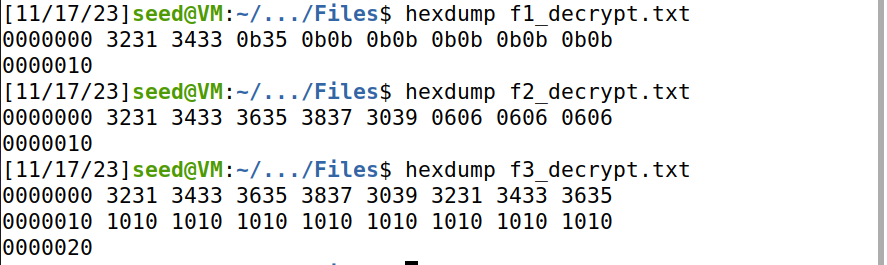 [11/17/23]seed@VM:~/.../Files$ hexdump f1_decrypt.txt
0000000 3231 3433 0b35 0b0b 0b0b 0b0b 0b0b 0b0b
0000010
[11/17/23]seed@VM:~/.../Files$ hexdump f2_decrypt.txt
0000000 3231 3433 3635 3837 3039 0606 0606 0606
0000010
[11/17/23]seed@VM:~/.../Files$ hexdump f3_decrypt.txt
0000000 3231 3433 3635 3837 3039 3231 3433 3635
0000010 1010 1010 1010 1010 1010 1010 1010 1010
0000020